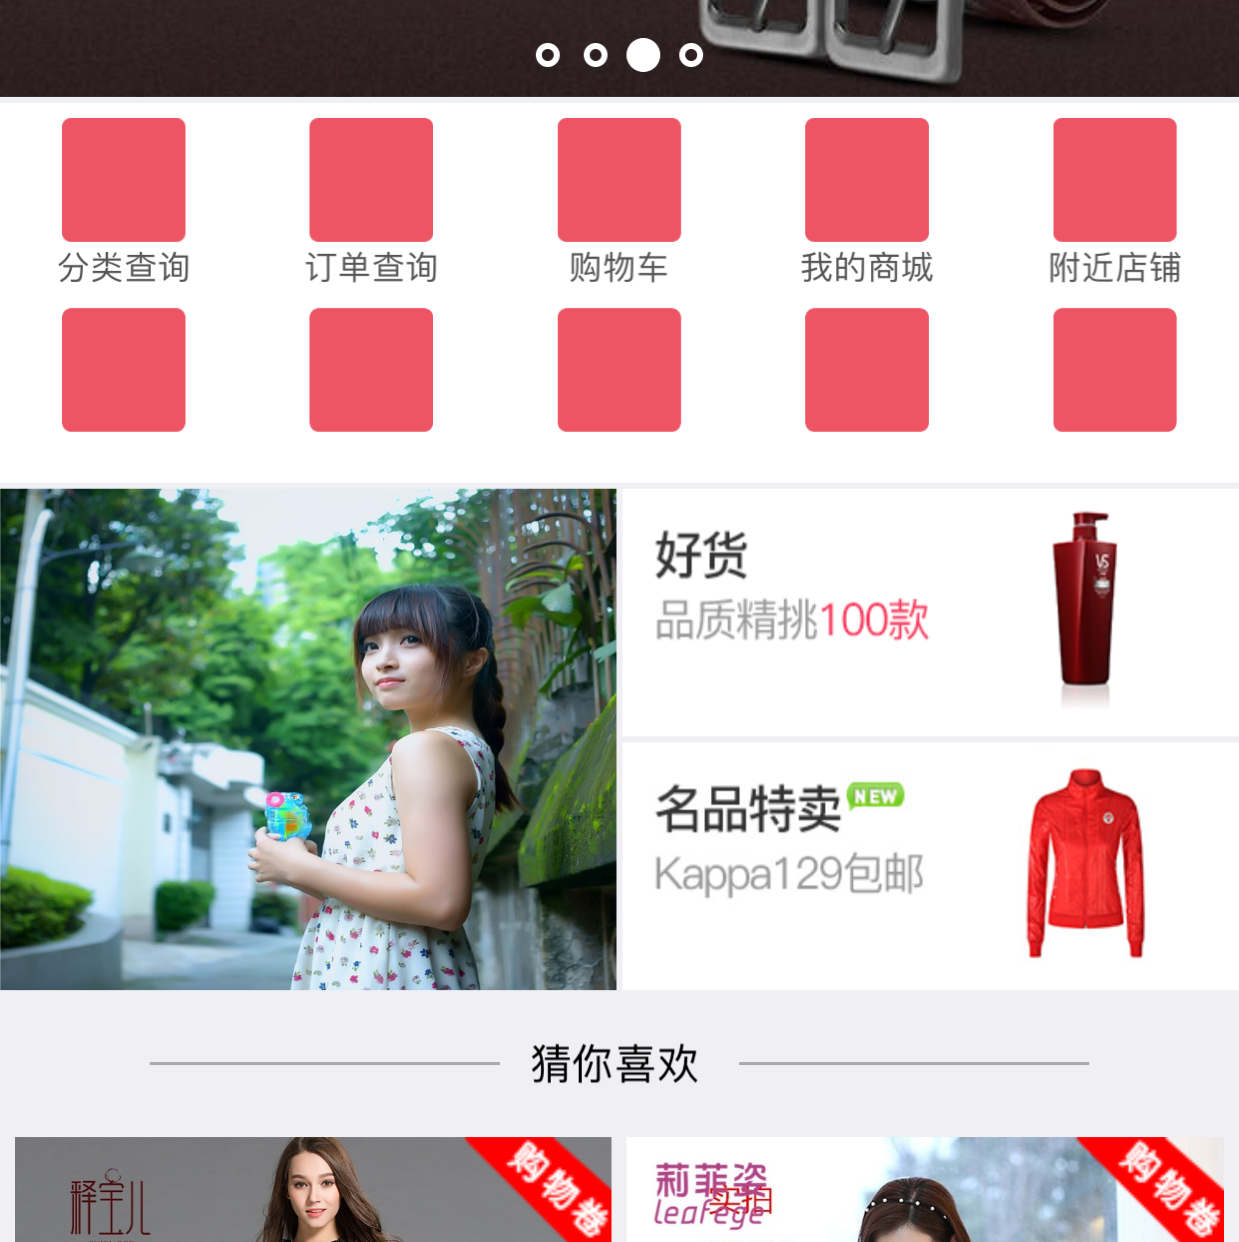 分类查询
订单查询
购物车
我的商城
附近店铺
好货
品质精挑100款
VS
名品特卖 NEW
Kappa129包邮
猜你喜欢
释宝儿
购物卷
莉菲姿
实拍
leafege
购物卷